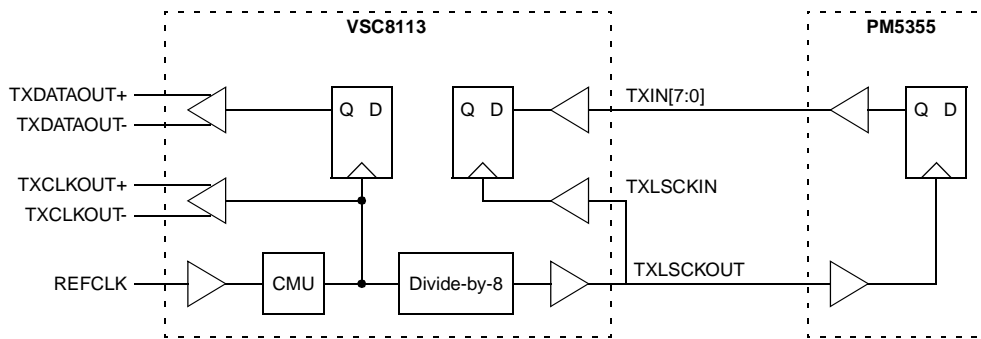 VSC8113
PM5355
TXDATAOUT+
TXDATAOUT-
Q D
Q D
TXIN[7:0]
Q D
TXCLKOUT+
TXCLKOUT-
TXLSCKIN
REFCLK
CMU
Divide-by-8
TXLSCKOUT